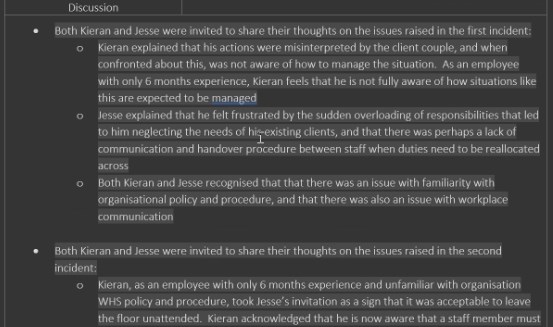 Discussion
• Both Kieran and Jesse were invited to share their thoughts on the issues raised in the first incident:
o Kieran explained that his actions were misinterpreted by the client couple, and when
confronted about this, was not aware of how to manage the situation. As an employee
with only 6 months experience, Kieran feels that he is not fully aware of how situations like
this are expected to be managed
o Jesse explained that he felt frustrated by the sudden overloading of responsibilities that led
to him neglecting the needs of his existing clients, and that there was perhaps a lack of
communication and handover procedure between staff when duties need to be reallocated
across
o Both Kieran and Jesse recognised that that there was an issue with familiarity with
organisational policy and procedure, and that there was also an issue with workplace
communication
• Both Kieran and Jesse were invited to share their thoughts on the issues raised in the second
incident:
o Kieran, as an employee with only 6 months experience and unfamiliar with organisation
WHS policy and procedure, took Jesse's invitation as a sign that it was acceptable to leave
the floor unattended. Kieran acknowledged that he is now aware that a staff member must